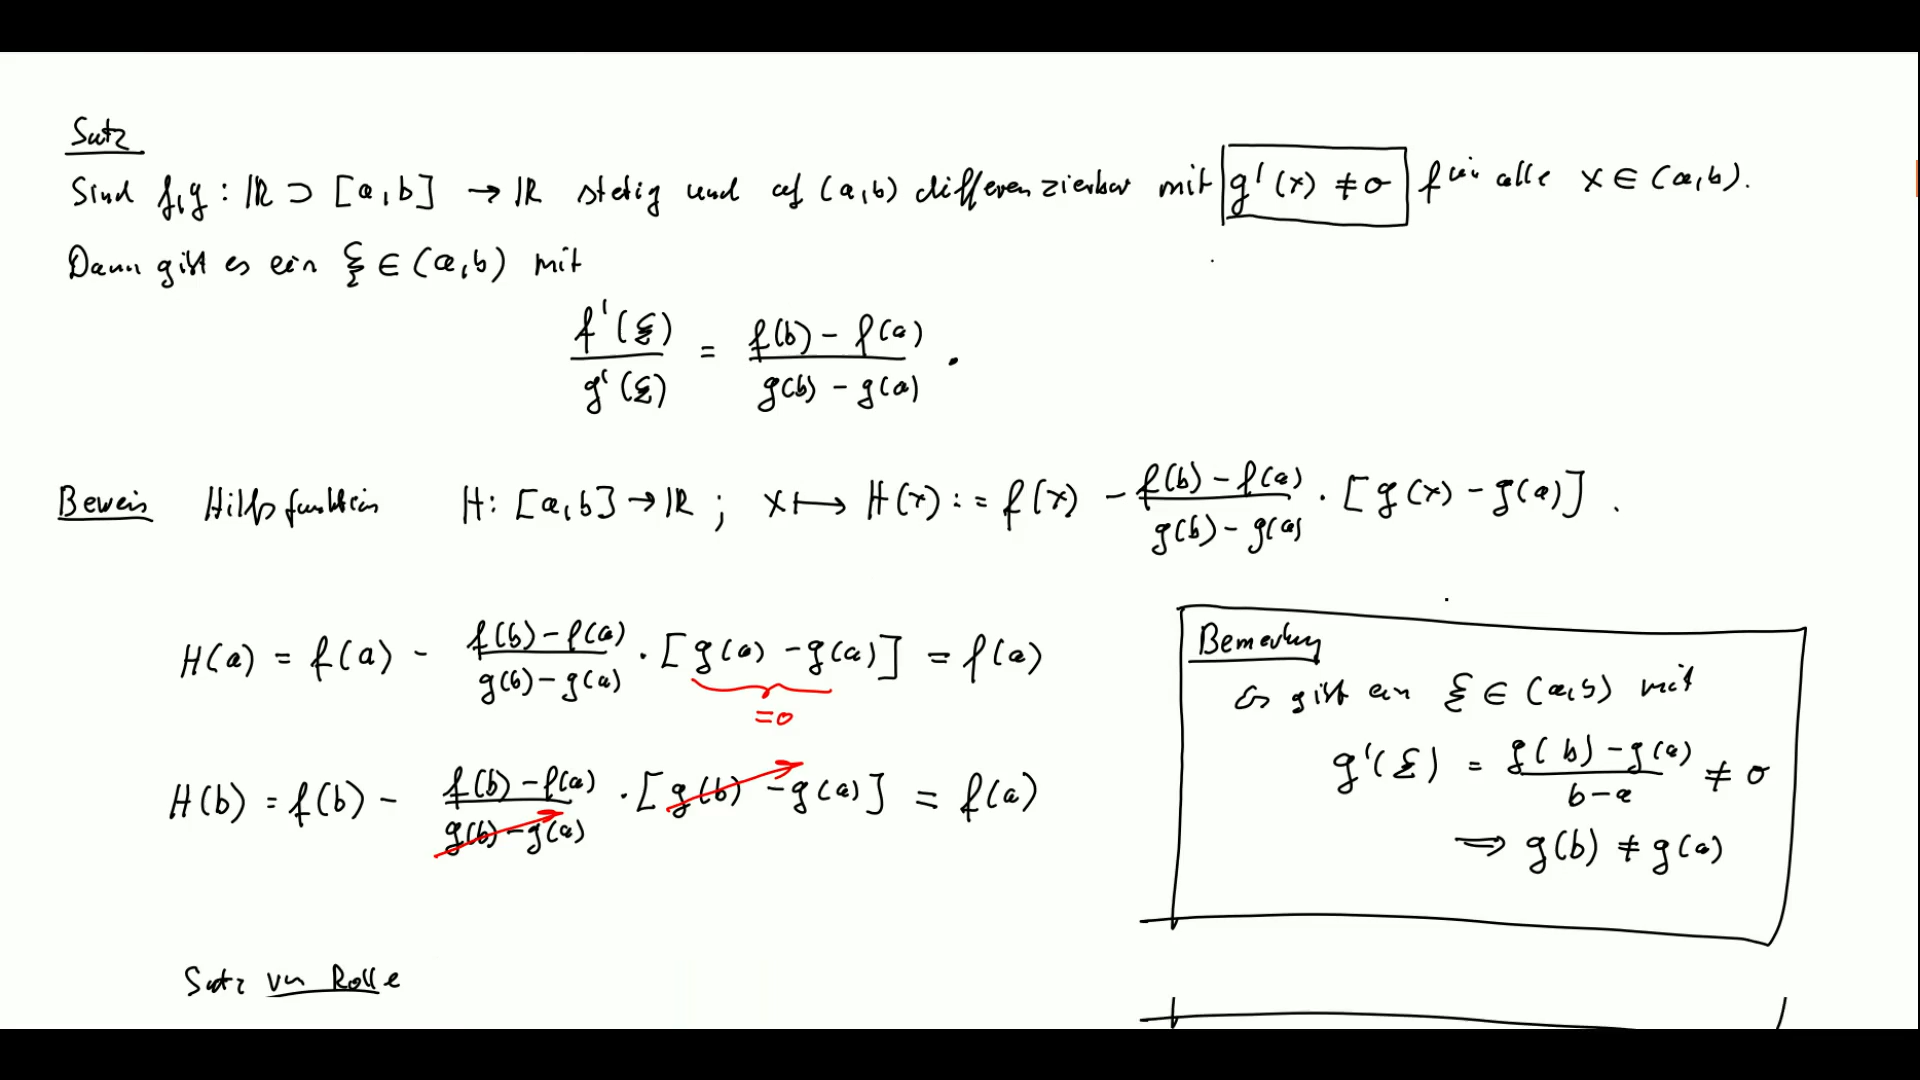 Satz
Sind f,g : ℝ ⊃ [a,b] → ℝ stetig und auf (a,b) differenzierbar mit g'(x) ≠ 0 für alle x ∈ (a,b).
Dann gibt es ein ξ ∈ (a,b) mit
f'(ξ)/g'(ξ) = (f(b) - f(a))/(g(b) - g(a)) .
Beweis Hilfsfunktion H: [a,b] → ℝ ; x ⟼ H(x) := f(x) - (f(b) - f(a))/(g(b) - g(a)) · [g(x) - g(a)] .
H(a) = f(a) - (f(b) - f(a))/(g(b) - g(a)) · [g(a) - g(a)] = f(a)
= 0
H(b) = f(b) - (f(b) - f(a))/(g(b) - g(a)) · [g(b) - g(a)] = f(a)
Satz von Rolle
Bemerkung
Es gibt ein ξ ∈ (a,b) mit
g'(ξ) = (g(b) - g(a))/(b - a) ≠ 0
⟹ g(b) ≠ g(a)